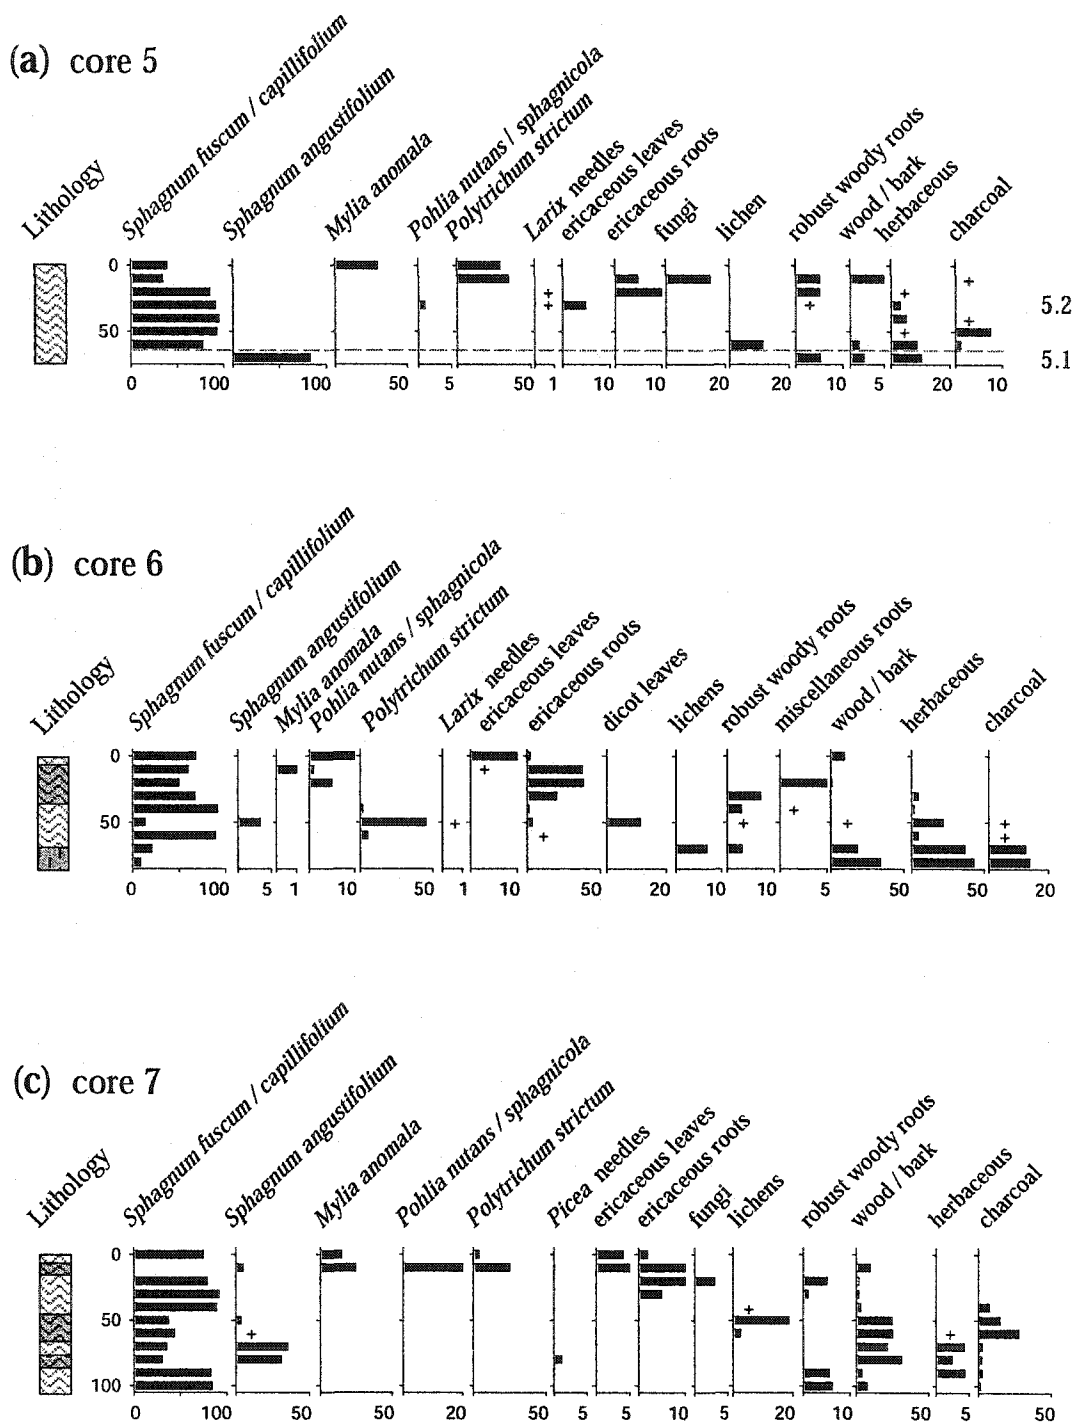 (a) core 5
Lithology
Sphagnum fuscum / capillifolium
Sphagnum angustifolium
Mylia anomala
Pohlia nutans / sphagnicola
Polytrichum strictum
Larix needles
ericaceous leaves
ericaceous roots
fungi
lichen
robust woody roots
wood / bark
herbaceous
charcoal
0
50
+ + + + + + +
5.2
5.1
0 100 100 50 5 50 1 10 10 20 20 10 5 20 10
(b) core 6
Lithology
Sphagnum fuscum / capillifolium
Sphagnum angustifolium
Mylia anomala
Pohlia nutans / sphagnicola
Polytrichum strictum
Larix needles
ericaceous leaves
ericaceous roots
dicot leaves
lichens
robust woody roots
miscellaneous roots
wood / bark
herbaceous
charcoal
0
50
+ + + + + + + +
0 100 5 1 10 50 1 10 50 20 10 10 5 50 50 20
(c) core 7
Lithology
Sphagnum fuscum / capillifolium
Sphagnum angustifolium
Mylia anomala
Pohlia nutans / sphagnicola
Polytrichum strictum
Picea needles
ericaceous leaves
ericaceous roots
fungi
lichens
robust woody roots
wood / bark
herbaceous
charcoal
0
50
100
+ + +
0 100 50 50 20 50 5 5 10 5 20 10 50 5 50